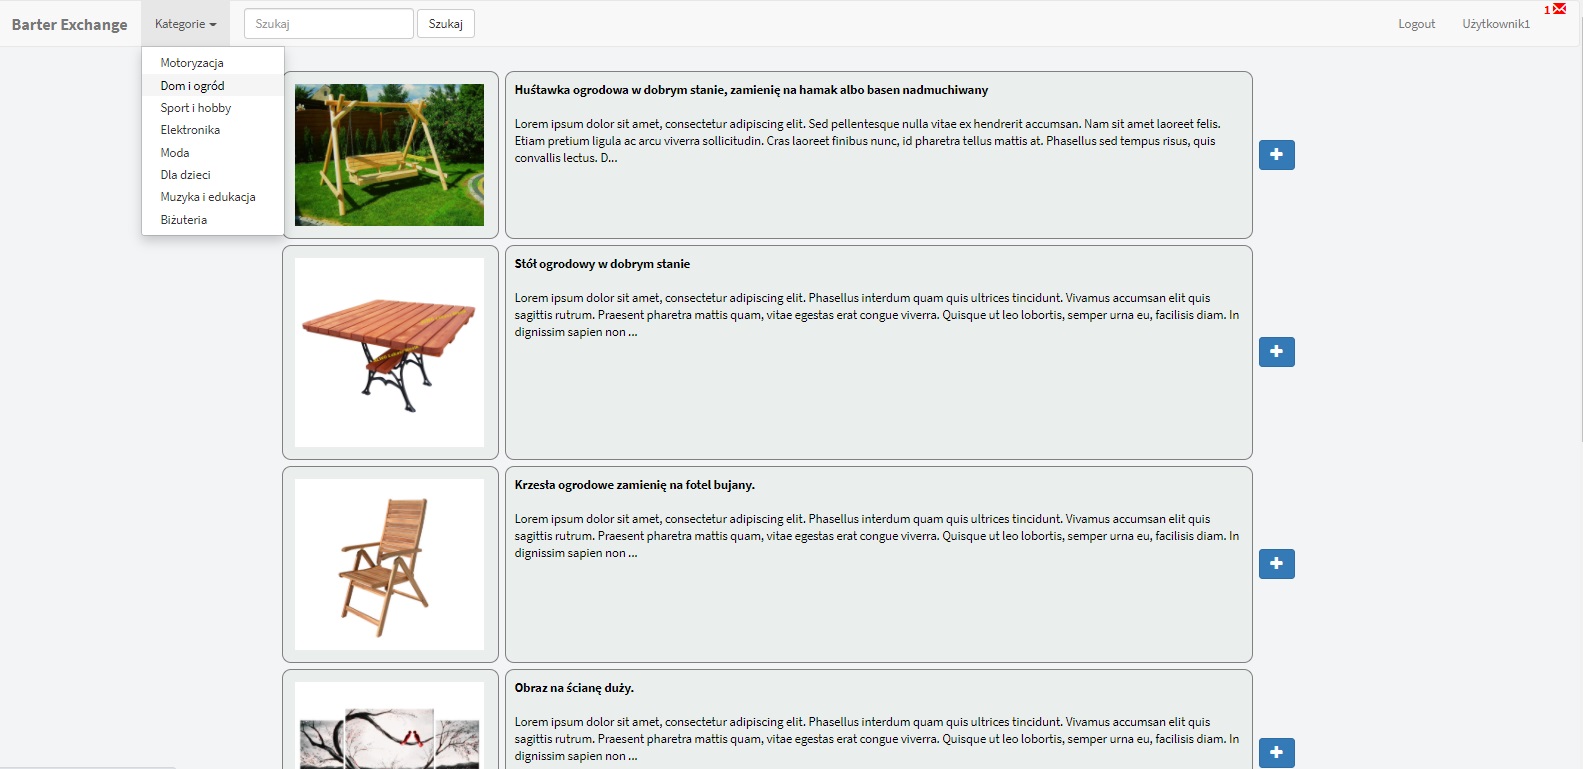 Barter Exchange
Kategorie
Szukaj
Szukaj
Logout
Użytkownik1
1
Motoryzacja
Dom i ogród
Sport i hobby
Elektronika
Moda
Dla dzieci
Muzyka i edukacja
Biżuteria
Huśtawka ogrodowa w dobrym stanie, zamienię na hamak albo basen nadmuchiwany
Lorem ipsum dolor sit amet, consectetur adipiscing elit. Sed pellentesque nulla vitae ex hendrerit accumsan. Nam sit amet laoreet felis.
Etiam pretium ligula ac arcu viverra sollicitudin. Cras laoreet finibus nunc, id pharetra tellus mattis at. Phasellus sed tempus risus, quis
convallis lectus. D...
Stół ogrodowy w dobrym stanie
Lorem ipsum dolor sit amet, consectetur adipiscing elit. Phasellus interdum quam quis ultrices tincidunt. Vivamus accumsan elit quis
sagittis rutrum. Praesent pharetra mattis quam, vitae egestas erat congue viverra. Quisque ut leo lobortis, semper urna eu, facilisis diam. In
dignissim sapien non ...
Krzesła ogrodowe zamienię na fotel bujany.
Lorem ipsum dolor sit amet, consectetur adipiscing elit. Phasellus interdum quam quis ultrices tincidunt. Vivamus accumsan elit quis
sagittis rutrum. Praesent pharetra mattis quam, vitae egestas erat congue viverra. Quisque ut leo lobortis, semper urna eu, facilisis diam. In
dignissim sapien non ...
Obraz na ścianę duży.
Lorem ipsum dolor sit amet, consectetur adipiscing elit. Phasellus interdum quam quis ultrices tincidunt. Vivamus accumsan elit quis
sagittis rutrum. Praesent pharetra mattis quam, vitae egestas erat congue viverra. Quisque ut leo lobortis, semper urna eu, facilisis diam. In
dignissim sapien non ...